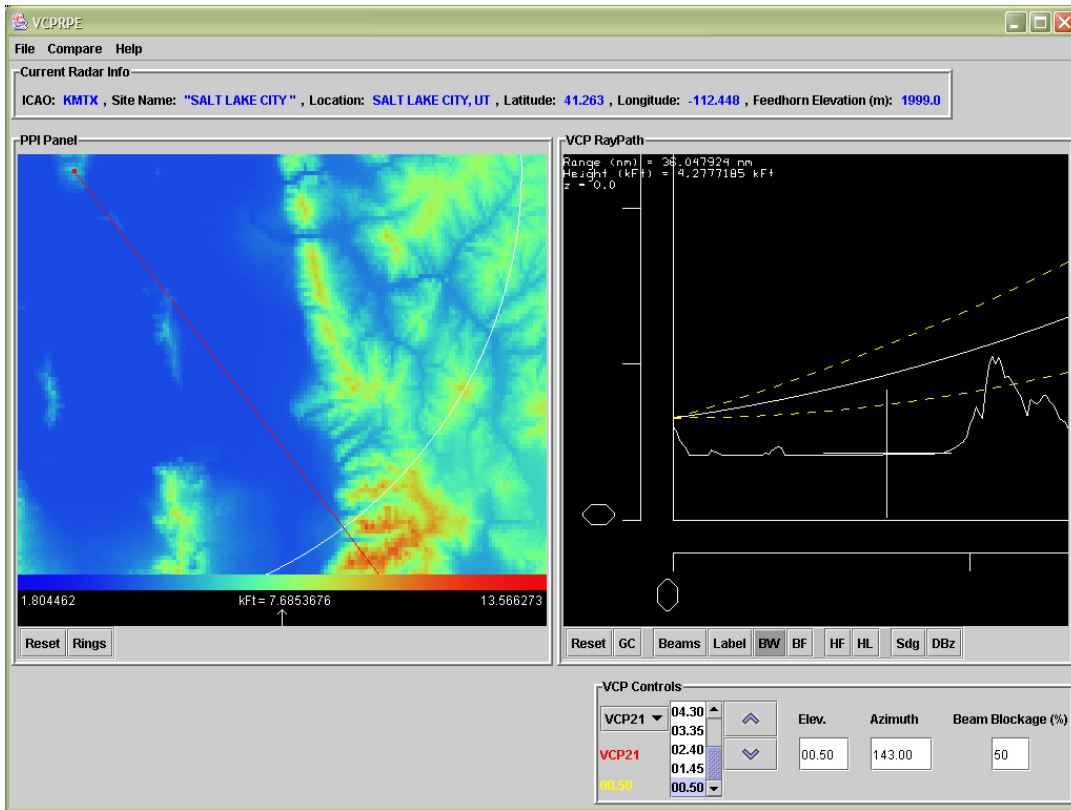 VCPRPE
File Compare Help
Current Radar Info
ICAO: KMTX , Site Name: "SALT LAKE CITY " , Location: SALT LAKE CITY, UT , Latitude: 41.263 , Longitude: -112.448 , Feedhorn Elevation (m): 1999.0
PPI Panel
VCP RayPath
Range (nm) = 36.047924 nm
Height (kFt) = 4.2777185 kFt
z = 0.0
1.804462 kFt= 7.6853676 13.566273
Reset Rings
Reset GC Beams Label BW BF HF HL Sdg DBz
VCP Controls
VCP21
04.30
03.35
02.40
01.45
00.50
VCP21
00.50
Elev. Azimuth Beam Blockage (%)
00.50 143.00 50